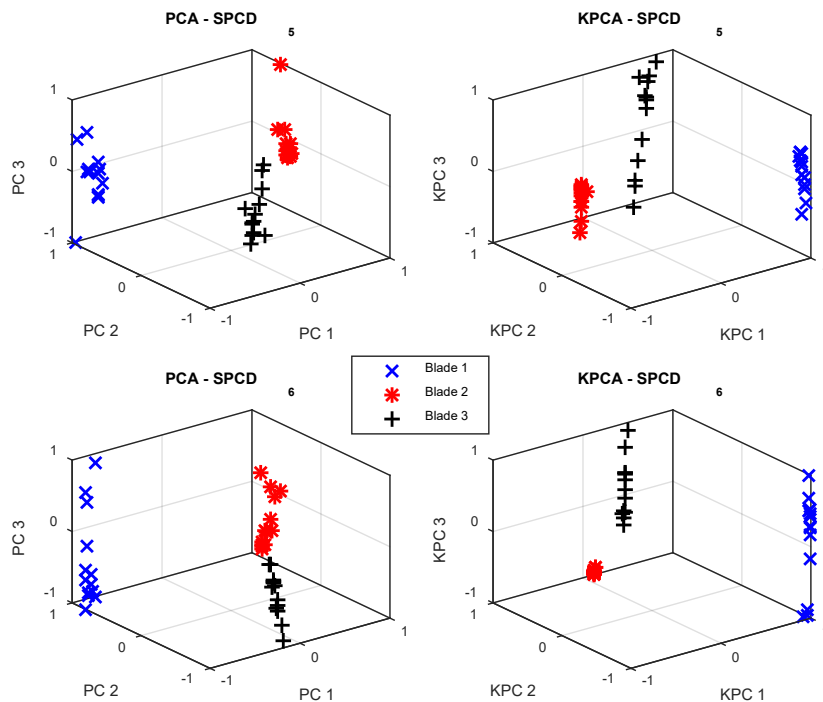 PCA - SPCD 5
KPCA - SPCD 5
1
0
-1
PC 3
1
0
-1
PC 2
-1
0
1
PC 1
1
0
-1
KPC 3
1
0
-1
KPC 2
-1
0
1
KPC 1
Blade 1
Blade 2
Blade 3
PCA - SPCD 6
KPCA - SPCD 6
1
0
-1
PC 3
1
0
-1
PC 2
-1
0
1
PC 1
1
0
-1
KPC 3
1
0
-1
KPC 2
-1
0
1
KPC 1